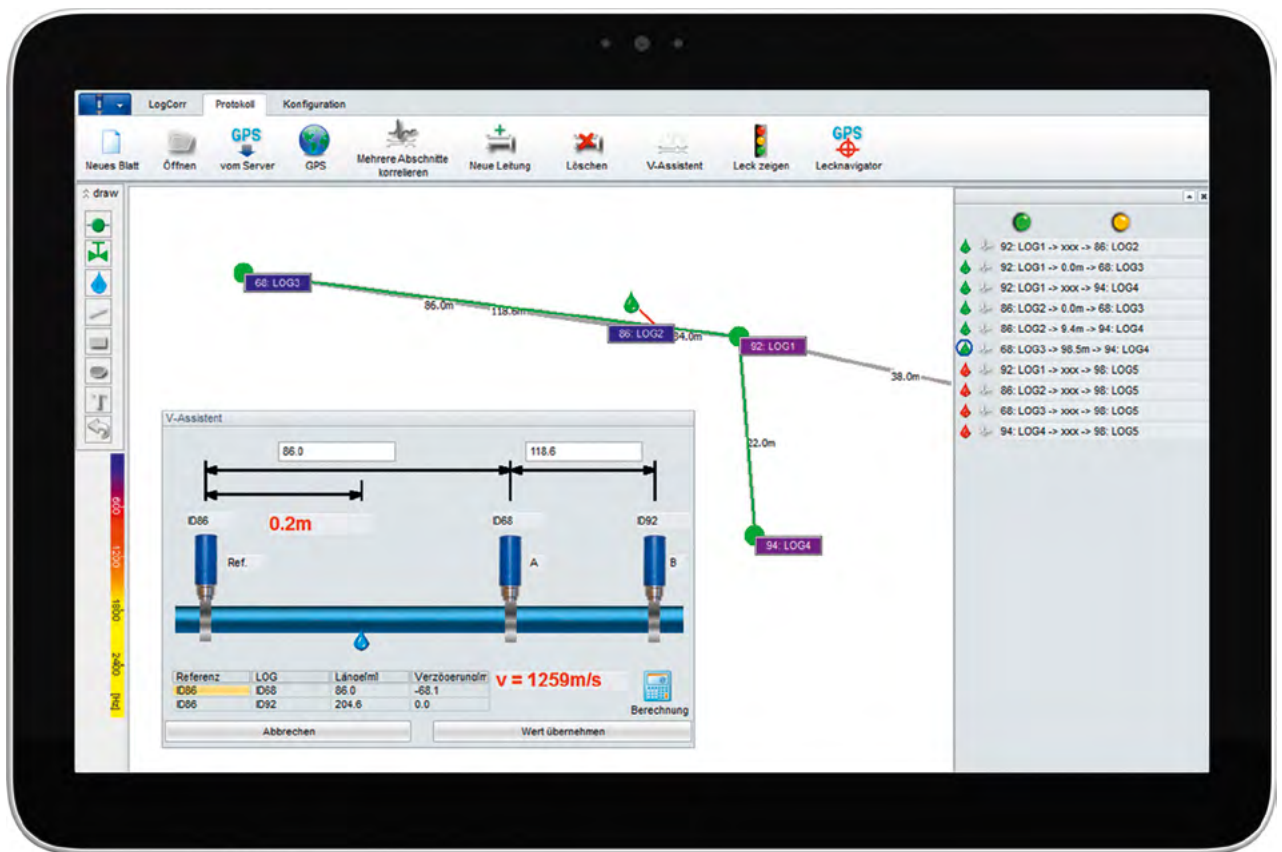 LogCorr Protokoll Konfiguration
GPS GPS
Neues Blatt Öffnen vom Server GPS Mehrere Abschnitte korrelieren Neue Leitung Löschen V-Assistent Leck zeigen Lecknavigator
draw
68: LOG3
86.0m
118.6m
86: LOG2
34.0m
92: LOG1
38.0m
22.0m
94: LOG4
92: LOG1 -> xxx -> 86: LOG2
92: LOG1 -> 0.0m -> 68: LOG3
92: LOG1 -> xxx -> 94: LOG4
86: LOG2 -> 0.0m -> 68: LOG3
86: LOG2 -> 9.4m -> 94: LOG4
68: LOG3 -> 98.5m -> 94: LOG4
92: LOG1 -> xxx -> 98: LOG5
86: LOG2 -> xxx -> 98: LOG5
68: LOG3 -> xxx -> 98: LOG5
94: LOG4 -> xxx -> 98: LOG5
600
1200
1800
2400
[Hz]
V-Assistent
86.0 118.6
ID86 0.2m ID68 ID92
Ref. A B
Referenz LOG Länge[m] Verzögerung[m
ID86 ID68 86.0 -68.1
ID86 ID92 204.6 0.0
v = 1259m/s
Berechnung
Abbrechen Wert übernehmen